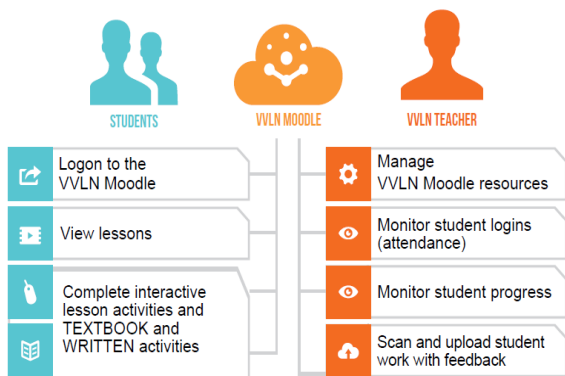 STUDENTS
VVLN MOODLE
VVLN TEACHER
Logon to the
VVLN Moodle
View lessons
Complete interactive
lesson activities and
TEXTBOOK and
WRITTEN activities
Manage
VVLN Moodle resources
Monitor student logins
(attendance)
Monitor student progress
Scan and upload student
work with feedback